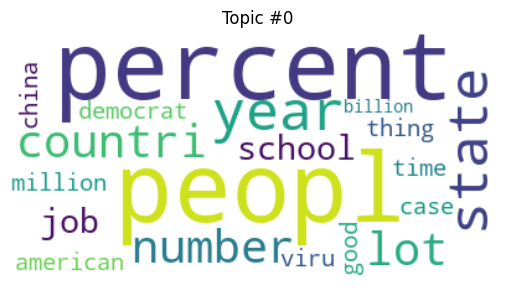 Topic #0
percent
china
democrat
year
billion
state
thing
countri
school
time
million
peopl
case
job
number
viru
good
lot
american